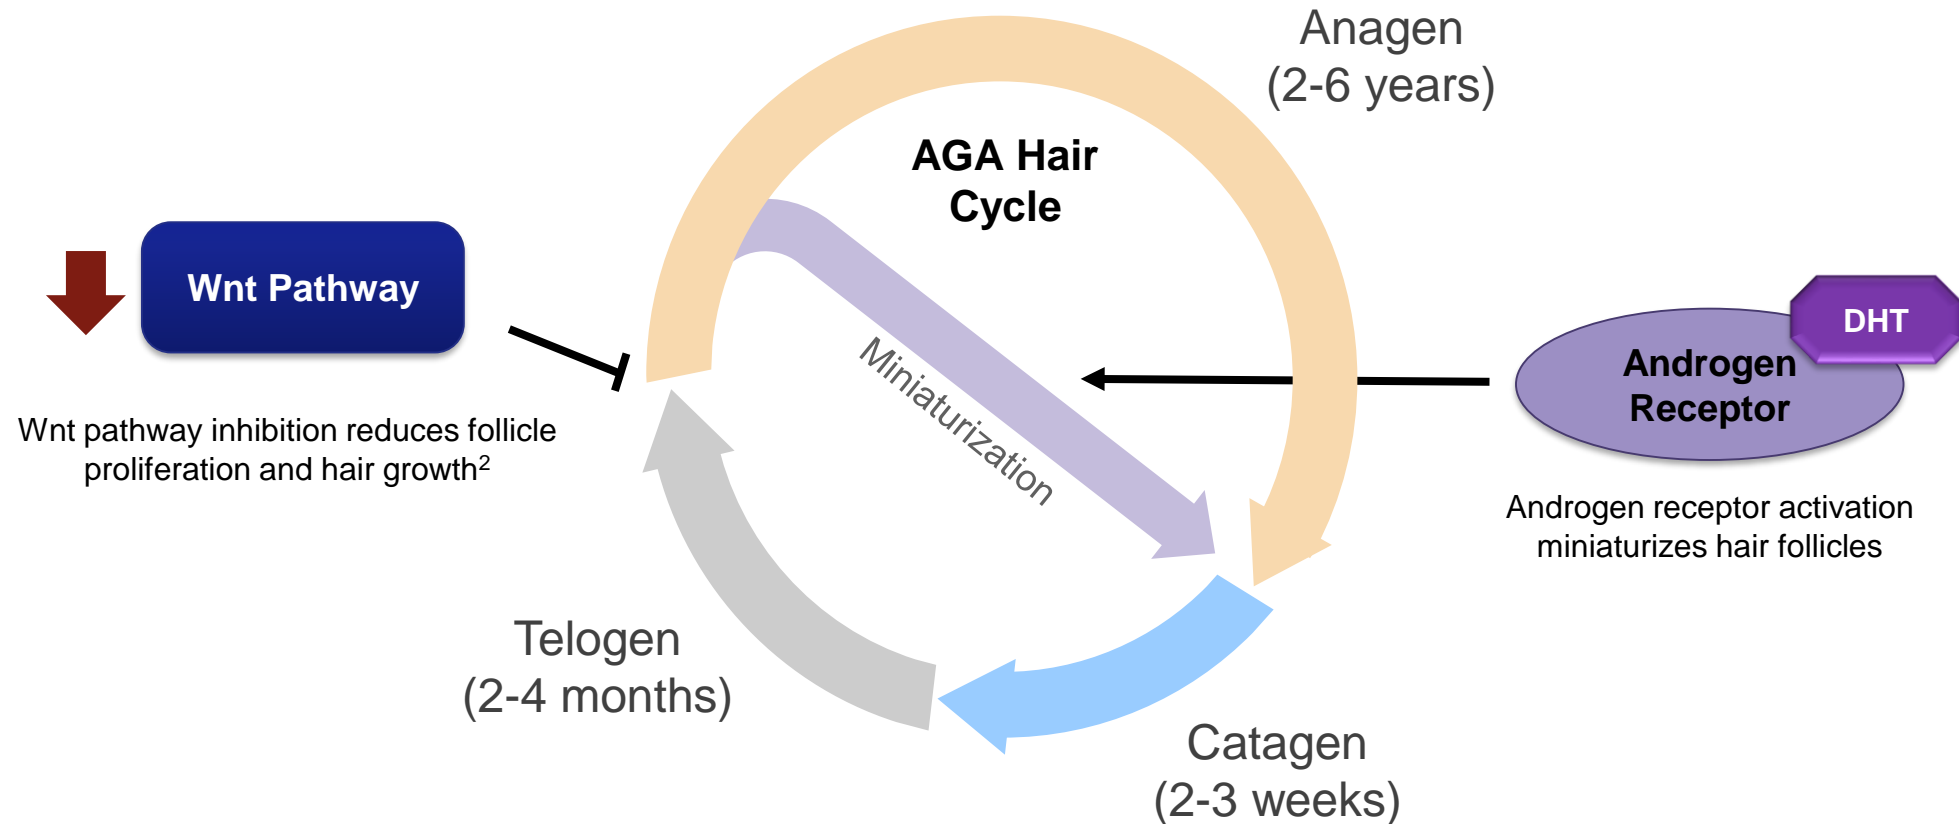 Anagen
(2-6 years)
AGA Hair
Cycle
Wnt Pathway
Wnt pathway inhibition reduces follicle
proliferation and hair growth²
Miniaturization
DHT
Androgen
Receptor
Androgen receptor activation
miniaturizes hair follicles
Telogen
(2-4 months)
Catagen
(2-3 weeks)